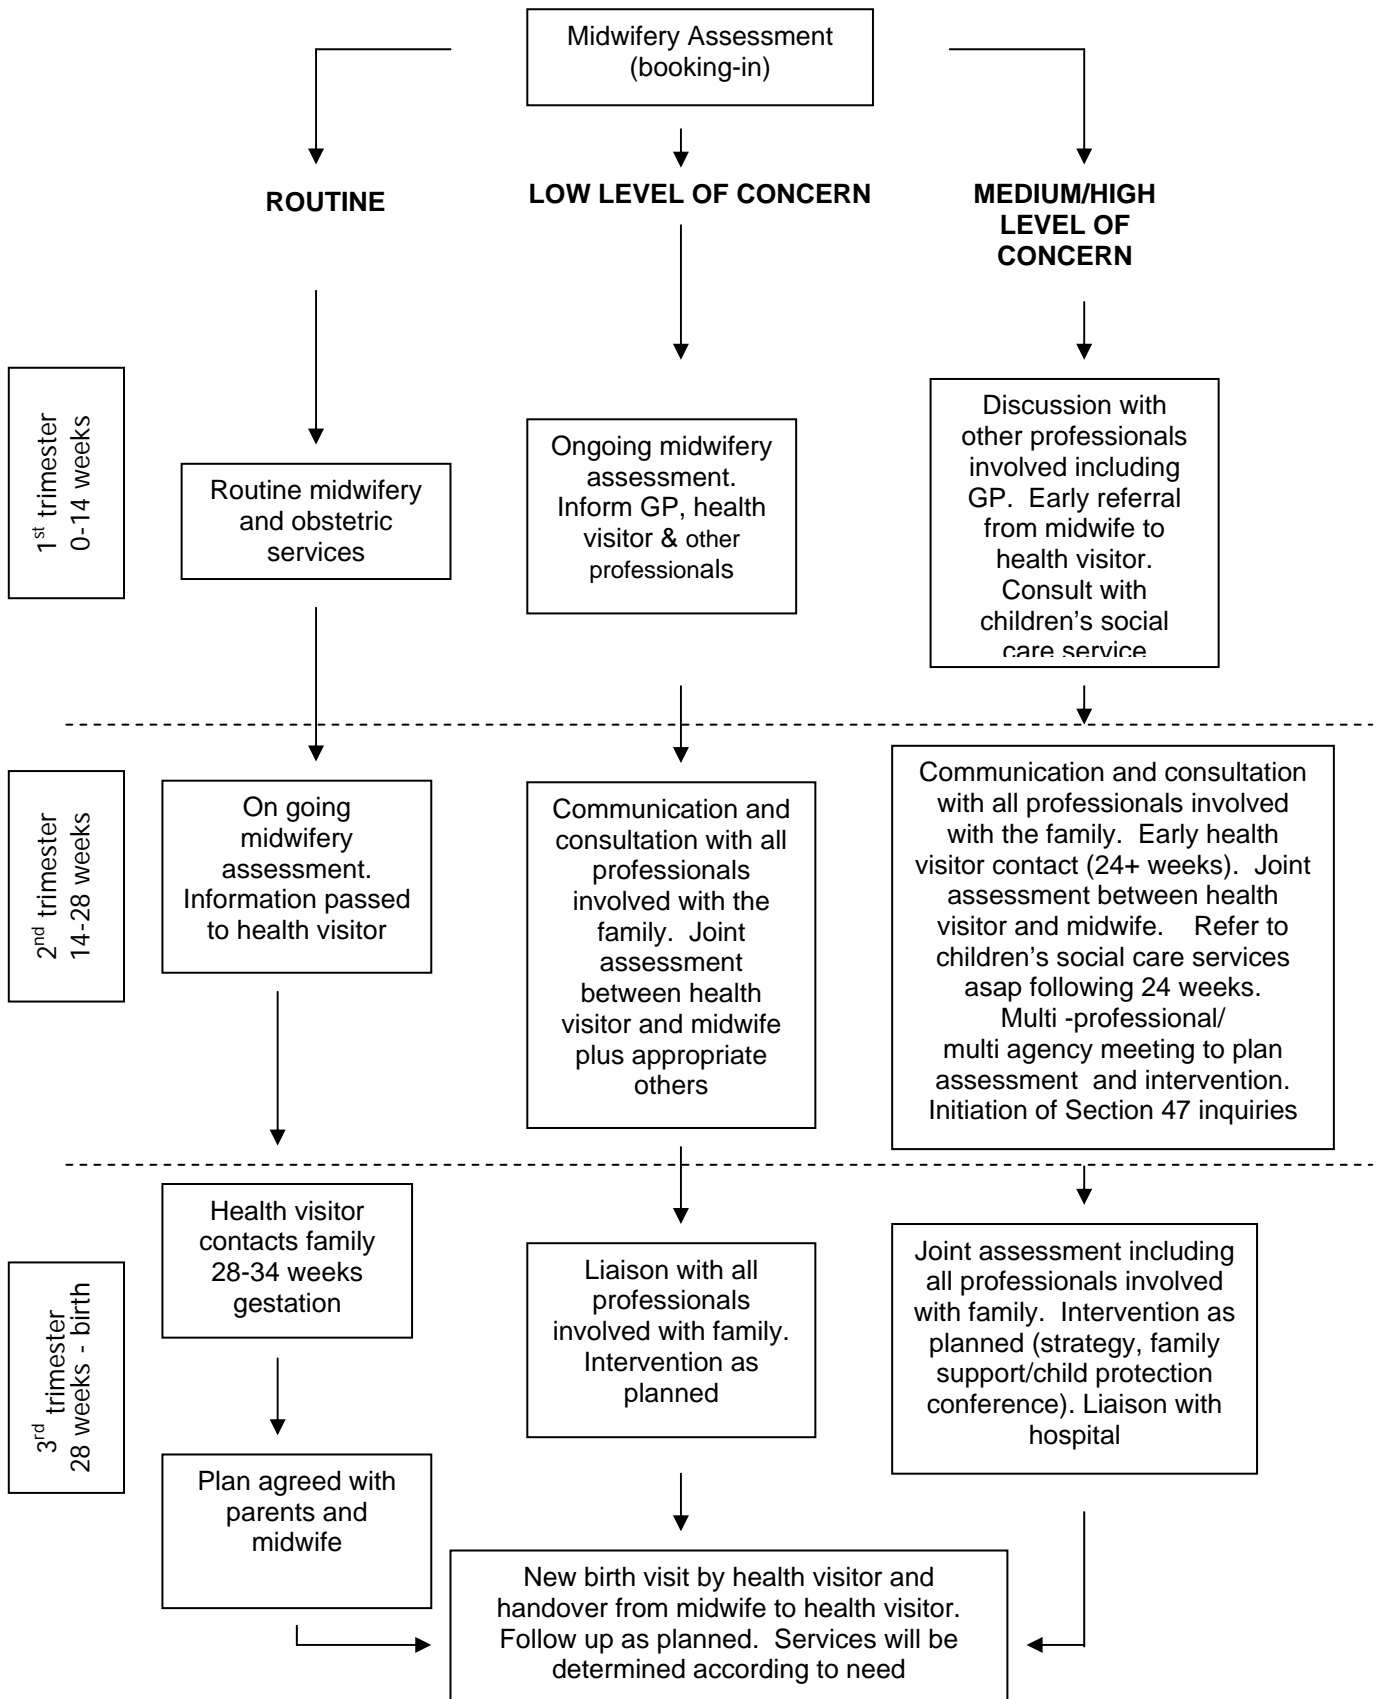 Midwifery Assessment
(booking-in)
ROUTINE
LOW LEVEL OF CONCERN
MEDIUM/HIGH
LEVEL OF
CONCERN
1st trimester
0-14 weeks
Routine midwifery
and obstetric
services
Ongoing midwifery
assessment.
Inform GP, health
visitor & other
professionals
Discussion with
other professionals
involved including
GP.  Early referral
from midwife to
health visitor.
Consult with
children's social
care service
2nd trimester
14-28 weeks
On going
midwifery
assessment.
Information passed
to health visitor
Communication and
consultation with all
professionals
involved with the
family.  Joint
assessment
between health
visitor and midwife
plus appropriate
others
Communication and consultation
with all professionals involved
with the family.  Early health
visitor contact (24+ weeks).  Joint
assessment between health
visitor and midwife.    Refer to
children's social care services
asap following 24 weeks.
Multi -professional/
multi agency meeting to plan
assessment  and intervention.
Initiation of Section 47 inquiries
3rd trimester
28 weeks - birth
Health visitor
contacts family
28-34 weeks
gestation
Plan agreed with
parents and
midwife
Liaison with all
professionals
involved with family.
Intervention as
planned
Joint assessment including
all professionals involved
with family.  Intervention as
planned (strategy, family
support/child protection
conference). Liaison with
hospital
New birth visit by health visitor and
handover from midwife to health visitor.
Follow up as planned.  Services will be
determined according to need